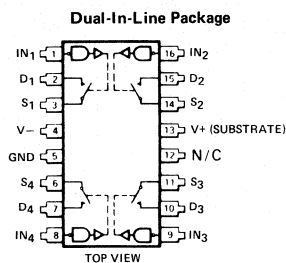 Dual-In-Line Package
IN1 1 16 IN2
D1 2 15 D2
S1 3 14 S2
V− 4 13 V+ (SUBSTRATE)
GND 5 12 N/C
S4 6 11 S3
D4 7 10 D3
IN4 8 9 IN3
TOP VIEW